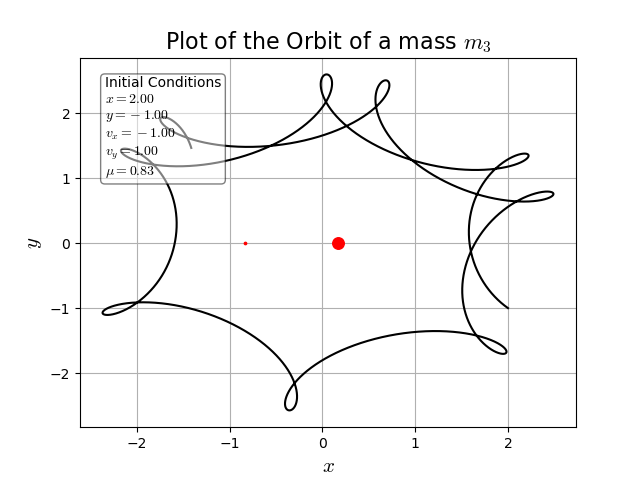 Plot of the Orbit of a mass m₃
Initial Conditions
x = 2.00
y = −1.00
vₓ = −1.00
v_y = 1.00
μ = 0.83
2
1
0
−1
−2
y
−2 −1 0 1 2
x